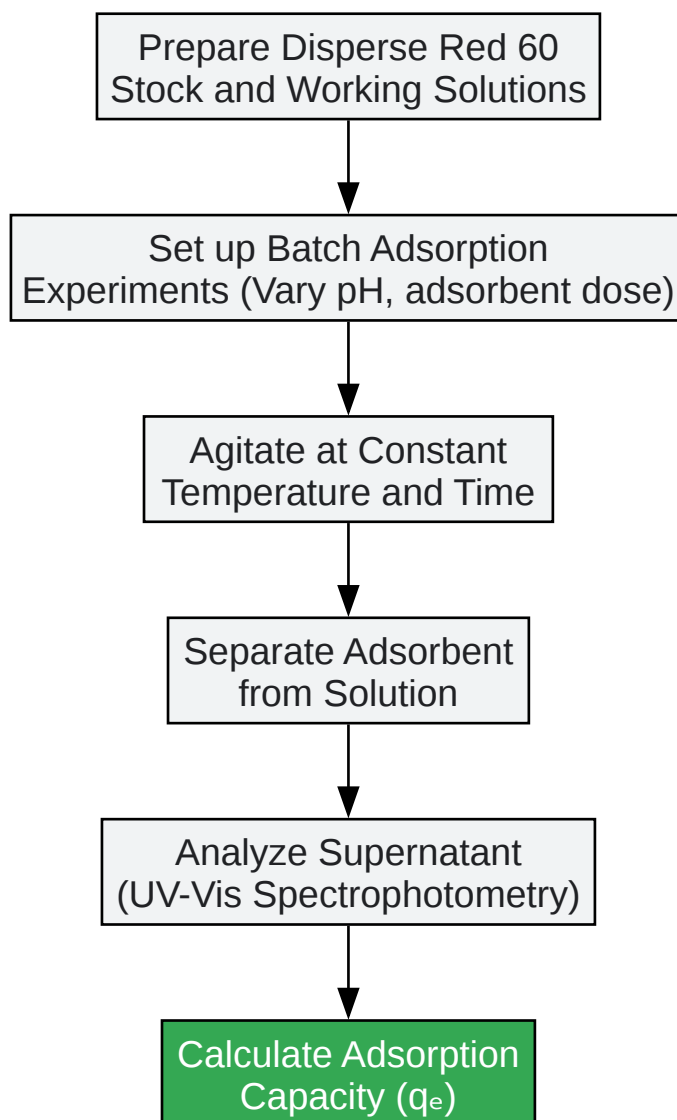 Prepare Disperse Red 60
Stock and Working Solutions
Set up Batch Adsorption
Experiments (Vary pH, adsorbent dose)
Agitate at Constant
Temperature and Time
Separate Adsorbent
from Solution
Analyze Supernatant
(UV-Vis Spectrophotometry)
Calculate Adsorption
Capacity (qₑ)